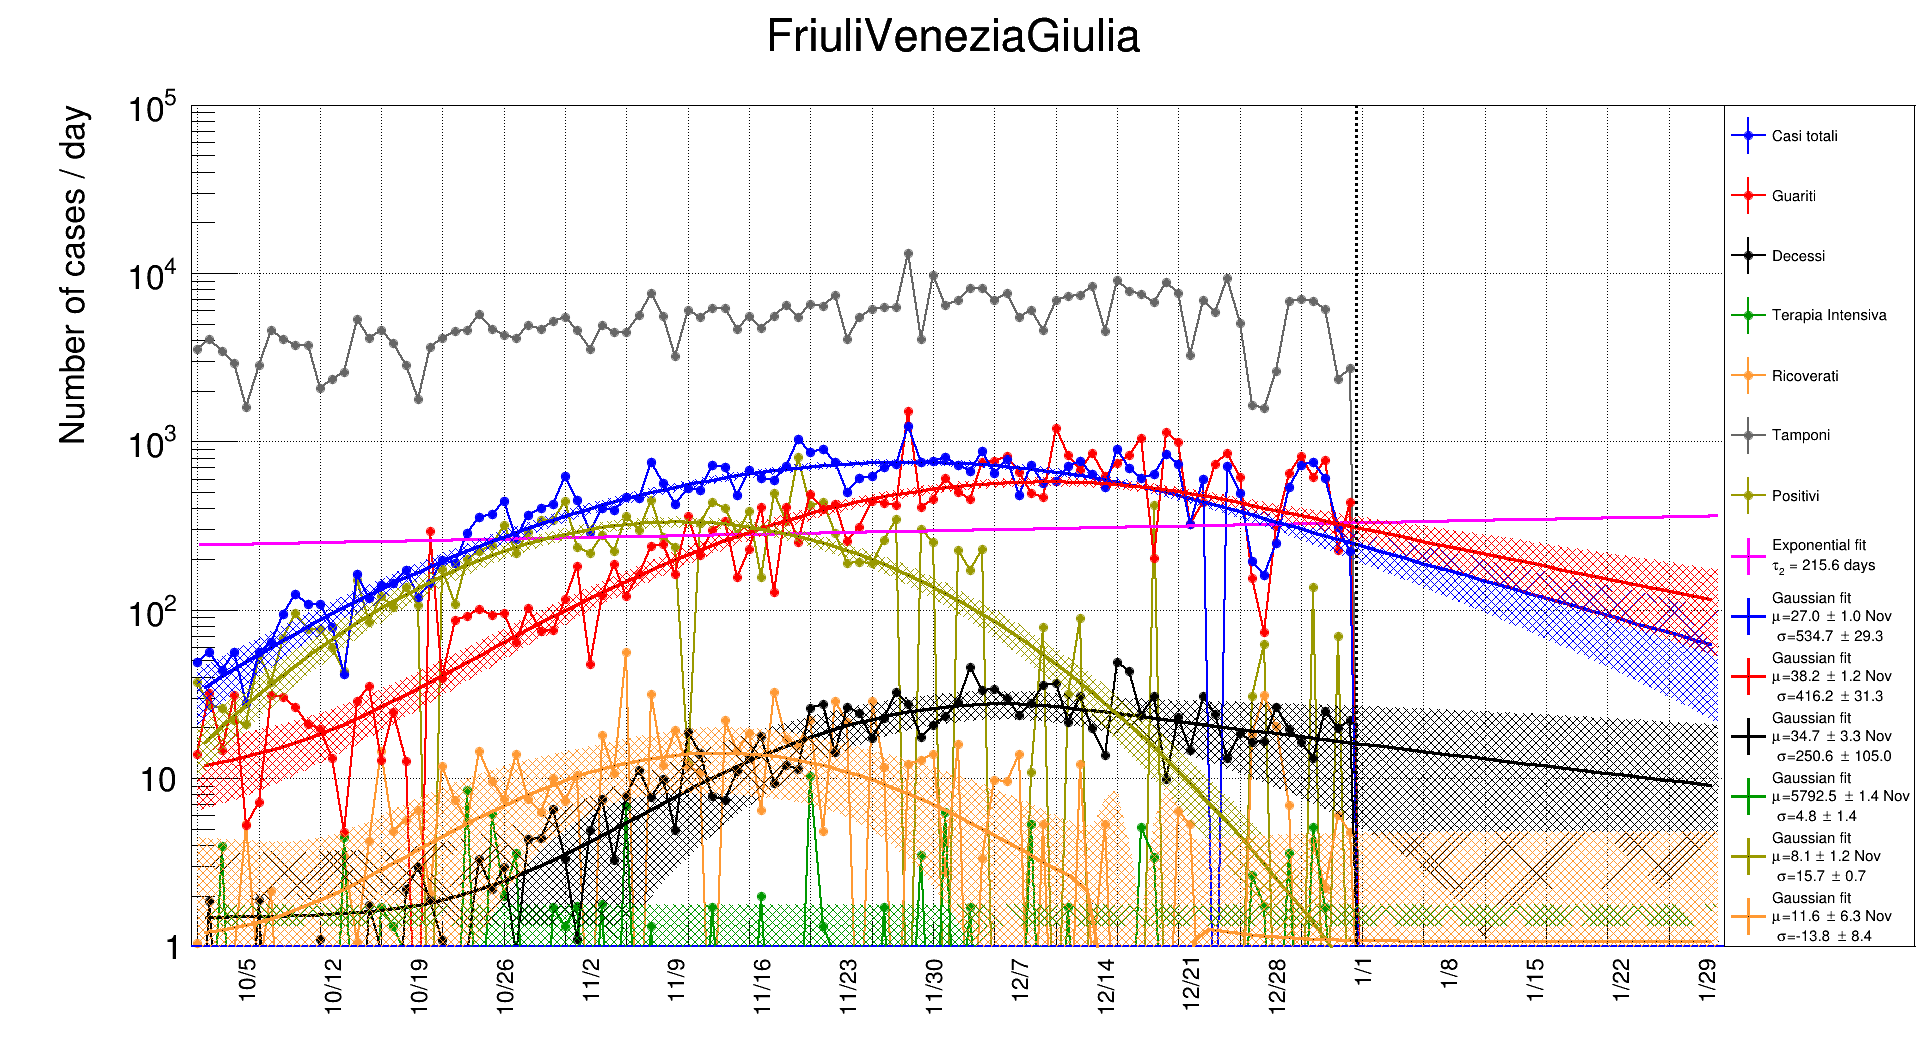 FriuliVeneziaGiulia
Number of cases / day
10^5
10^4
10^3
10^2
10
1
10/5
10/12
10/19
10/26
11/2
11/9
11/16
11/23
11/30
12/7
12/14
12/21
12/28
1/1
1/8
1/15
1/22
1/29
Casi totali
Guariti
Decessi
Terapia Intensiva
Ricoverati
Tamponi
Positivi
Exponential fit
τ₂ = 215.6 days
Gaussian fit
μ=27.0 ± 1.0 Nov
σ=534.7 ± 29.3
Gaussian fit
μ=38.2 ± 1.2 Nov
σ=416.2 ± 31.3
Gaussian fit
μ=34.7 ± 3.3 Nov
σ=250.6 ± 105.0
Gaussian fit
μ=5792.5 ± 1.4 Nov
σ=4.8 ± 1.4
Gaussian fit
μ=8.1 ± 1.2 Nov
σ=15.7 ± 0.7
Gaussian fit
μ=11.6 ± 6.3 Nov
σ=-13.8 ± 8.4